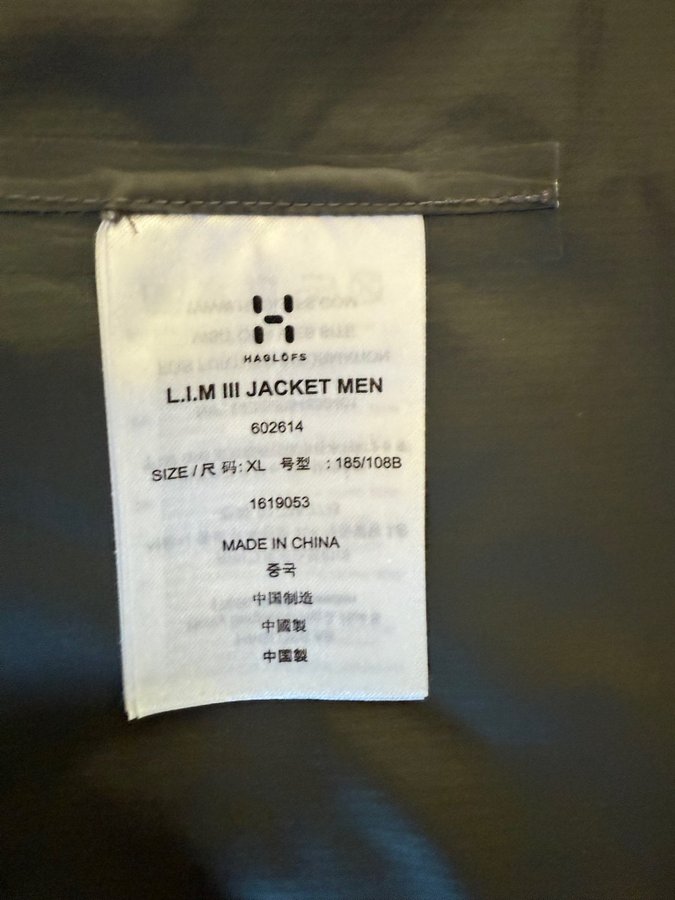 HAGLÖFS
L.I.M III JACKET MEN
602614
SIZE / 尺 码: XL 号型 : 185/108B
1619053
MADE IN CHINA
중국
中国制造
中國製
中国製